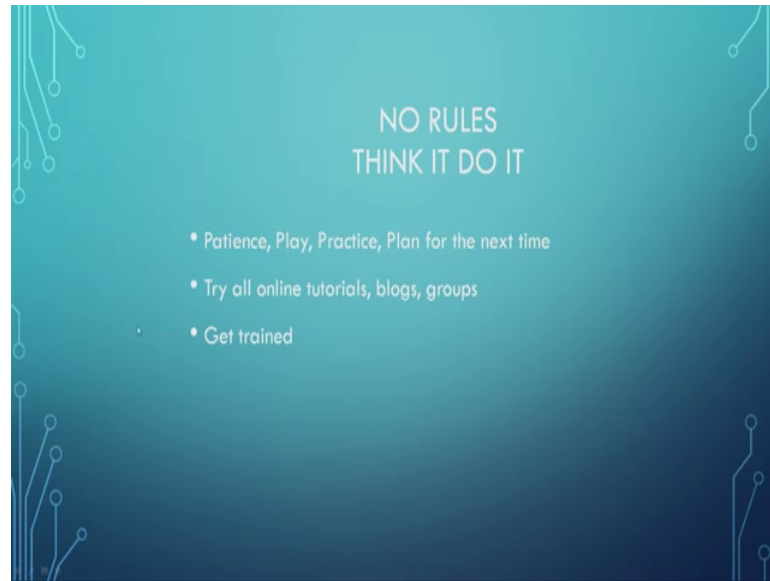 NO RULES
THINK IT DO IT
• Patience, Play, Practice, Plan for the next time
• Try all online tutorials, blogs, groups
• Get trained